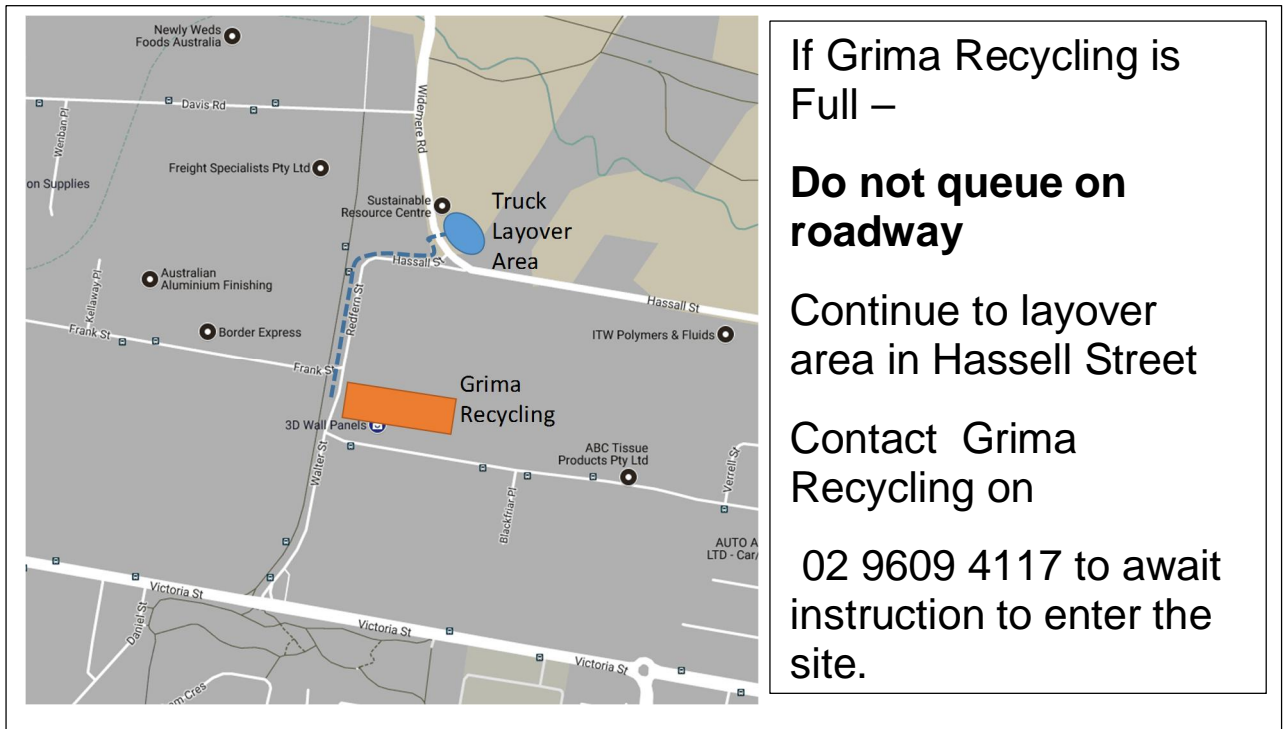 Newly Weds
Foods Australia
Davis Rd
Widemere Rd
Wenban Pl
Freight Specialists Pty Ltd
on Supplies
Sustainable
Resource Centre
Truck
Layover
Area
Hassall S
Hassall St
Australian
Aluminium Finishing
Kellaway Pl
Redfern St
Border Express
ITW Polymers & Fluids
Frank St
Frank S
Grima
Recycling
3D Wall Panels
ABC Tissue
Products Pty Ltd
Walter St
Verrell St
Blackfriar Pl
AUTO A
LTD - Car/
Victoria St
Daniel St
Victoria St
Victoria St
m Cres
If Grima Recycling is
Full –
Do not queue on
roadway
Continue to layover
area in Hassell Street
Contact Grima
Recycling on
02 9609 4117 to await
instruction to enter the
site.